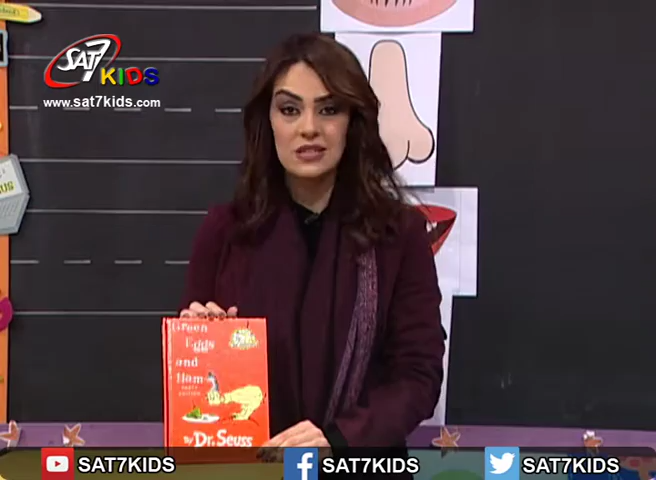 SAT7
KIDS
www.sat7kids.com
Green
Eggs
and
Ham
By Dr. Seuss
SAT7KIDS
SAT7KIDS
SAT7KIDS